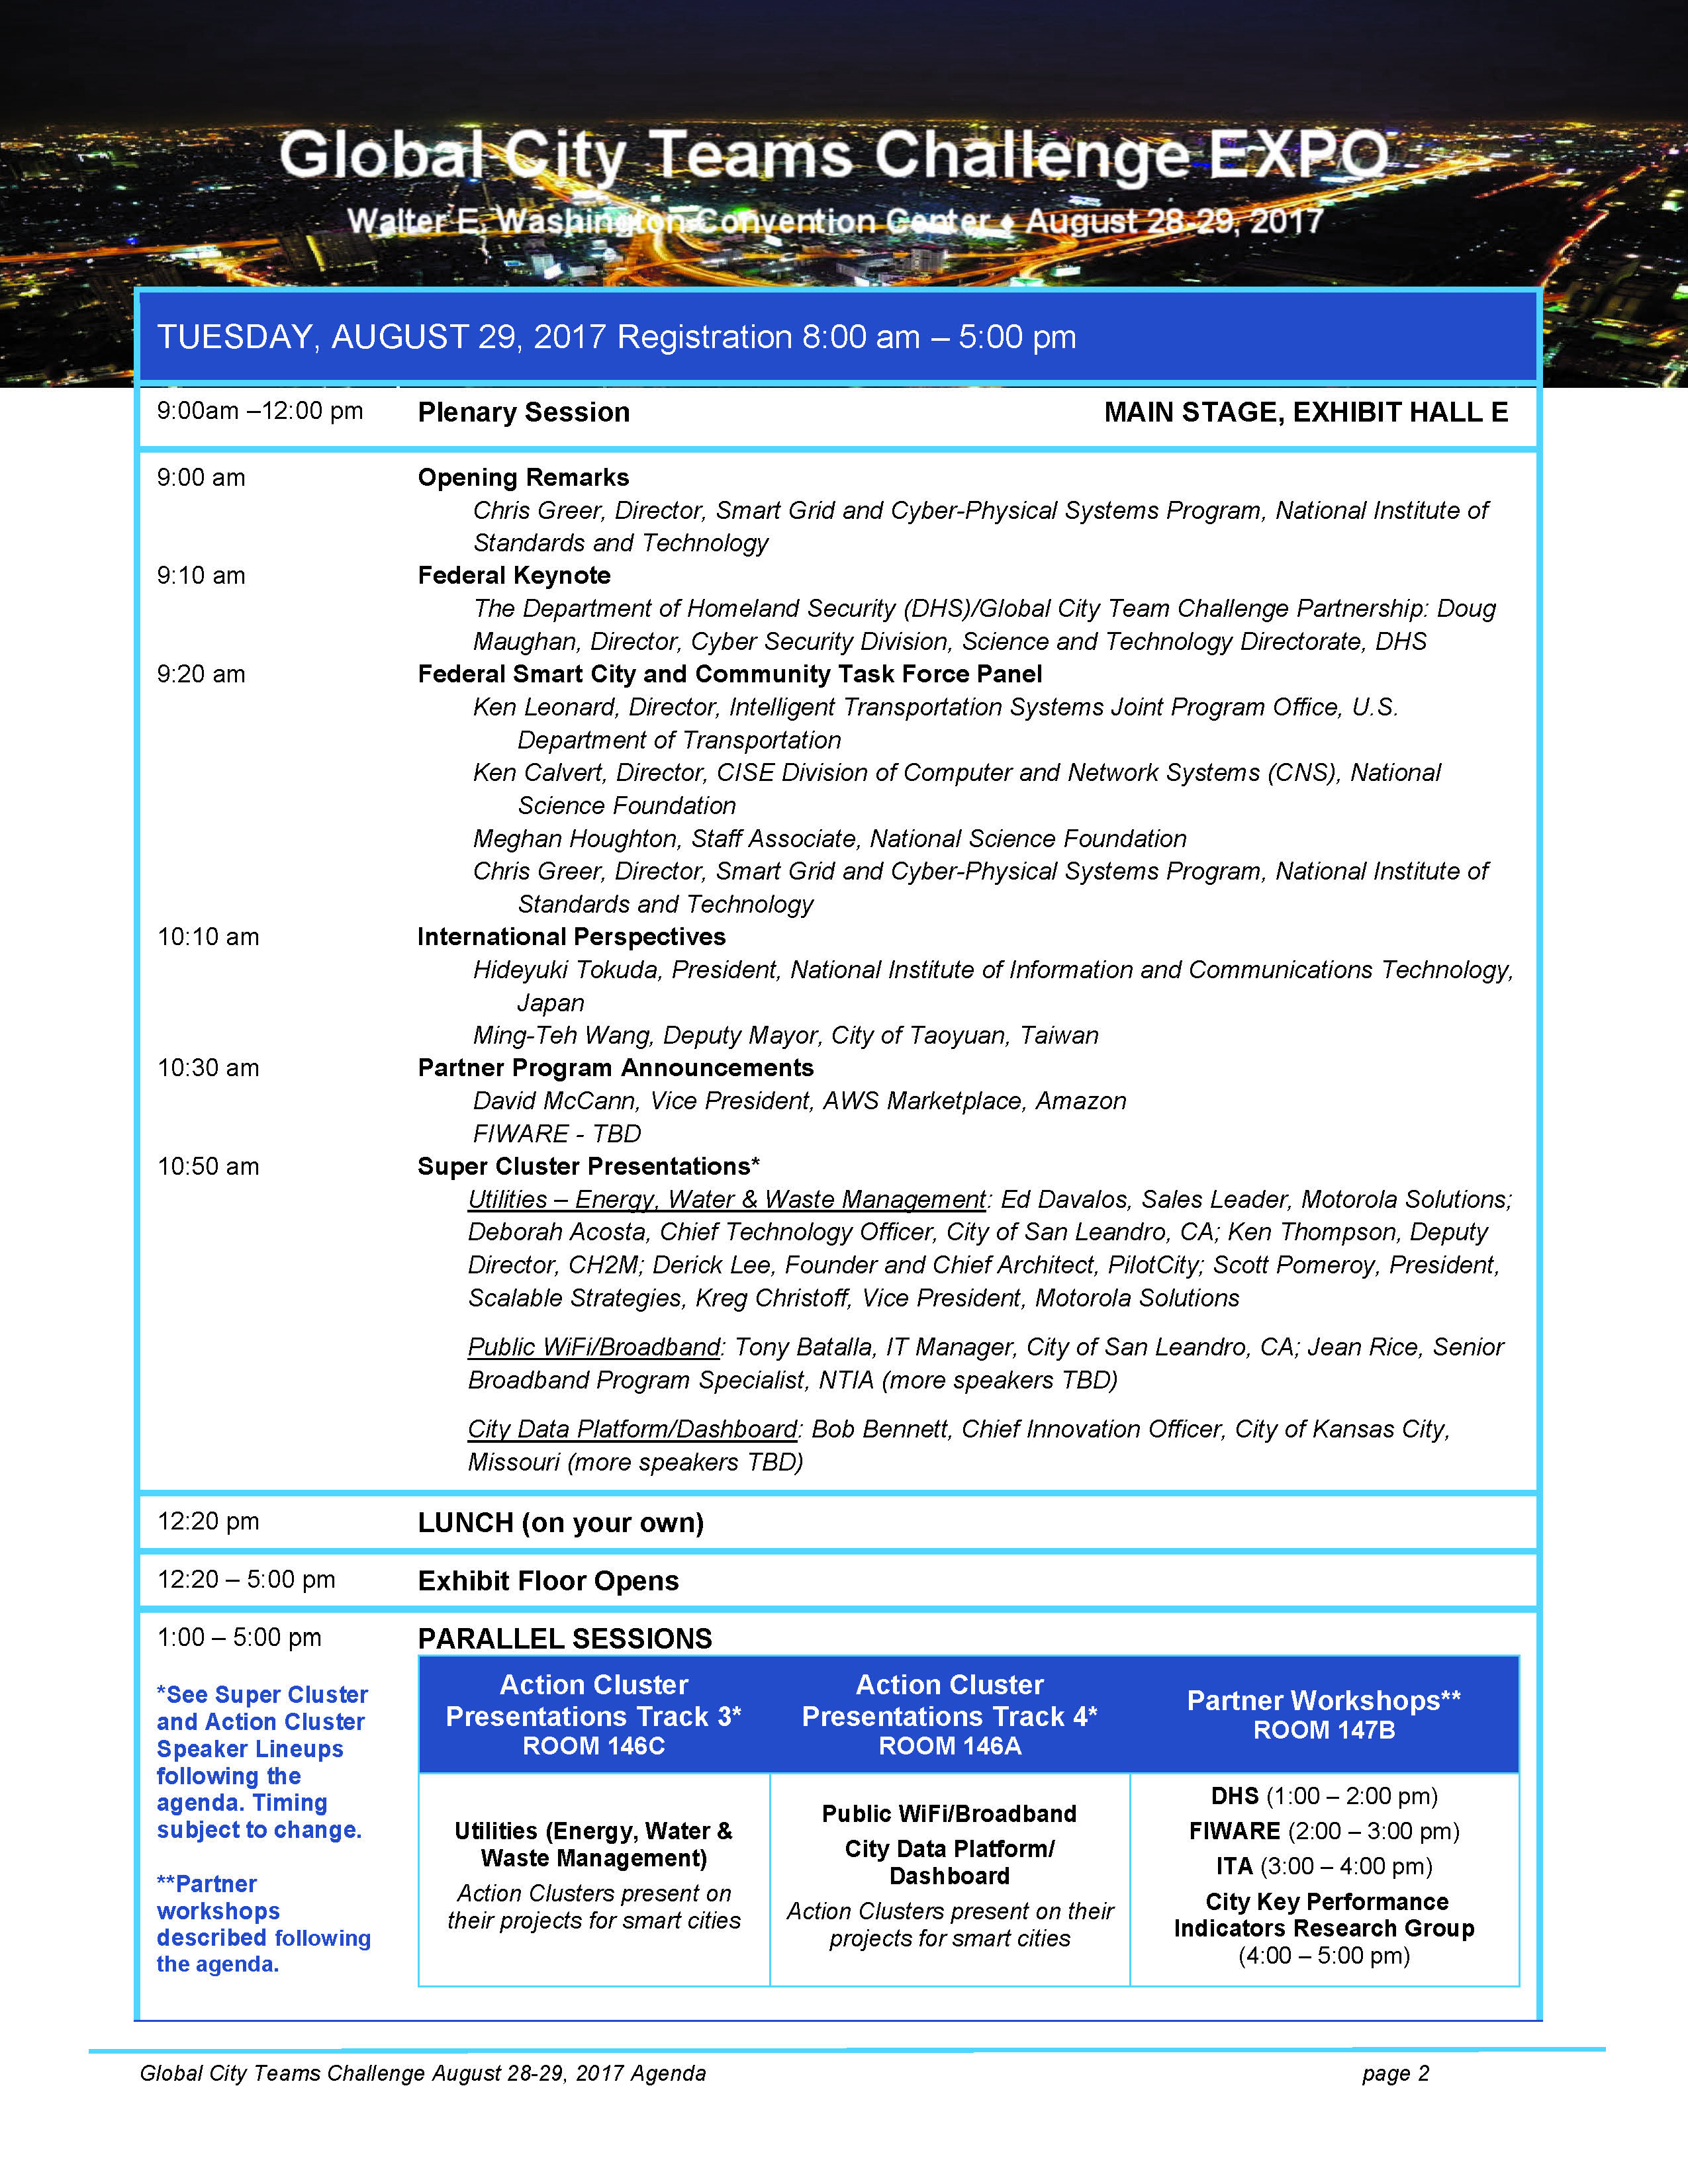 Global City Teams Challenge EXPO
Walter E. Washington Convention Center ♦ August 28-29, 2017
TUESDAY, AUGUST 29, 2017 Registration 8:00 am – 5:00 pm
9:00am –12:00 pm Plenary Session MAIN STAGE, EXHIBIT HALL E
9:00 am Opening Remarks
Chris Greer, Director, Smart Grid and Cyber-Physical Systems Program, National Institute of
Standards and Technology
9:10 am Federal Keynote
The Department of Homeland Security (DHS)/Global City Team Challenge Partnership: Doug
Maughan, Director, Cyber Security Division, Science and Technology Directorate, DHS
9:20 am Federal Smart City and Community Task Force Panel
Ken Leonard, Director, Intelligent Transportation Systems Joint Program Office, U.S.
Department of Transportation
Ken Calvert, Director, CISE Division of Computer and Network Systems (CNS), National
Science Foundation
Meghan Houghton, Staff Associate, National Science Foundation
Chris Greer, Director, Smart Grid and Cyber-Physical Systems Program, National Institute of
Standards and Technology
10:10 am International Perspectives
Hideyuki Tokuda, President, National Institute of Information and Communications Technology,
Japan
Ming-Teh Wang, Deputy Mayor, City of Taoyuan, Taiwan
10:30 am Partner Program Announcements
David McCann, Vice President, AWS Marketplace, Amazon
FIWARE - TBD
10:50 am Super Cluster Presentations*
Utilities – Energy, Water & Waste Management: Ed Davalos, Sales Leader, Motorola Solutions;
Deborah Acosta, Chief Technology Officer, City of San Leandro, CA; Ken Thompson, Deputy
Director, CH2M; Derick Lee, Founder and Chief Architect, PilotCity; Scott Pomeroy, President,
Scalable Strategies, Kreg Christoff, Vice President, Motorola Solutions
Public WiFi/Broadband: Tony Batalla, IT Manager, City of San Leandro, CA; Jean Rice, Senior
Broadband Program Specialist, NTIA (more speakers TBD)
City Data Platform/Dashboard: Bob Bennett, Chief Innovation Officer, City of Kansas City,
Missouri (more speakers TBD)
12:20 pm LUNCH (on your own)
12:20 – 5:00 pm Exhibit Floor Opens
1:00 – 5:00 pm PARALLEL SESSIONS
*See Super Cluster
and Action Cluster
Speaker Lineups
following the
agenda. Timing
subject to change.
**Partner
workshops
described following
the agenda.
Action Cluster
Presentations Track 3*
ROOM 146C
Action Cluster
Presentations Track 4*
ROOM 146A
Partner Workshops**
ROOM 147B
Utilities (Energy, Water &
Waste Management)
Action Clusters present on
their projects for smart cities
Public WiFi/Broadband
City Data Platform/
Dashboard
Action Clusters present on their
projects for smart cities
DHS (1:00 – 2:00 pm)
FIWARE (2:00 – 3:00 pm)
ITA (3:00 – 4:00 pm)
City Key Performance
Indicators Research Group
(4:00 – 5:00 pm)
Global City Teams Challenge August 28-29, 2017 Agenda page 2